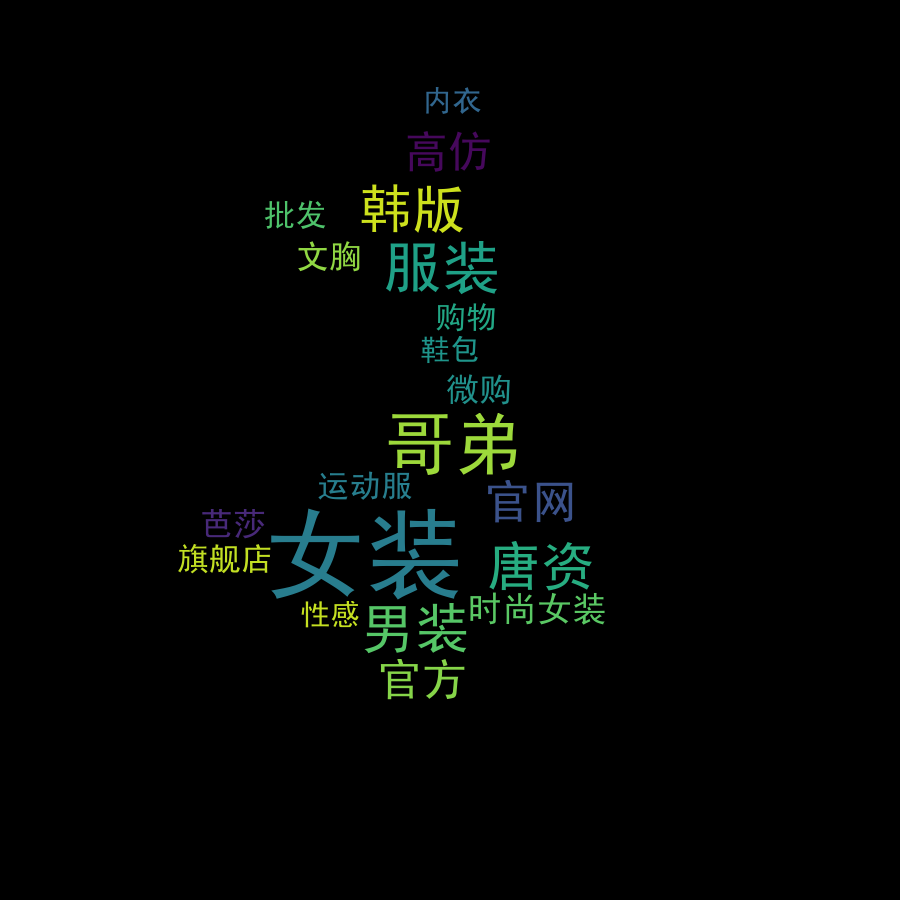 内衣
高仿
韩版
批发
文胸
服装
购物
鞋包
微购
哥弟
运动服
官网
芭莎
女装
旗舰店
唐资
时尚女装
性感
男装
官方